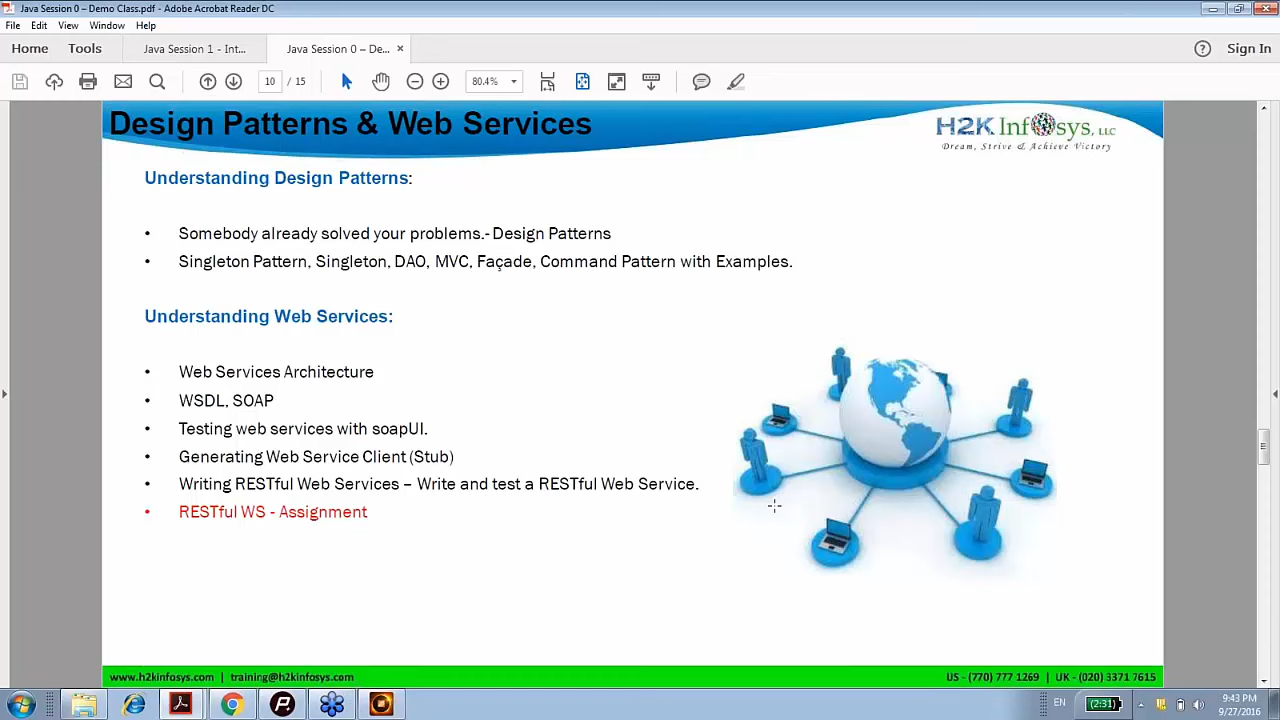 Java Session 0 – Demo Class.pdf - Adobe Acrobat Reader DC
File Edit View Window Help
Home Tools Java Session 1 - Int... Java Session 0 – De... × Sign In
10 / 15 80.4%
Design Patterns & Web Services
H2K Infosys, LLC
Dream, Strive & Achieve Victory
Understanding Design Patterns:
• Somebody already solved your problems.- Design Patterns
• Singleton Pattern, Singleton, DAO, MVC, Façade, Command Pattern with Examples.
Understanding Web Services:
• Web Services Architecture
• WSDL, SOAP
• Testing web services with soapUI.
• Generating Web Service Client (Stub)
• Writing RESTful Web Services – Write and test a RESTful Web Service.
• RESTful WS - Assignment
www.h2kinfosys.com | training@h2kinfosys.com US - (770) 777 1269 | UK - (020) 3371 7615
EN (2:31) 9:43 PM
9/27/2016